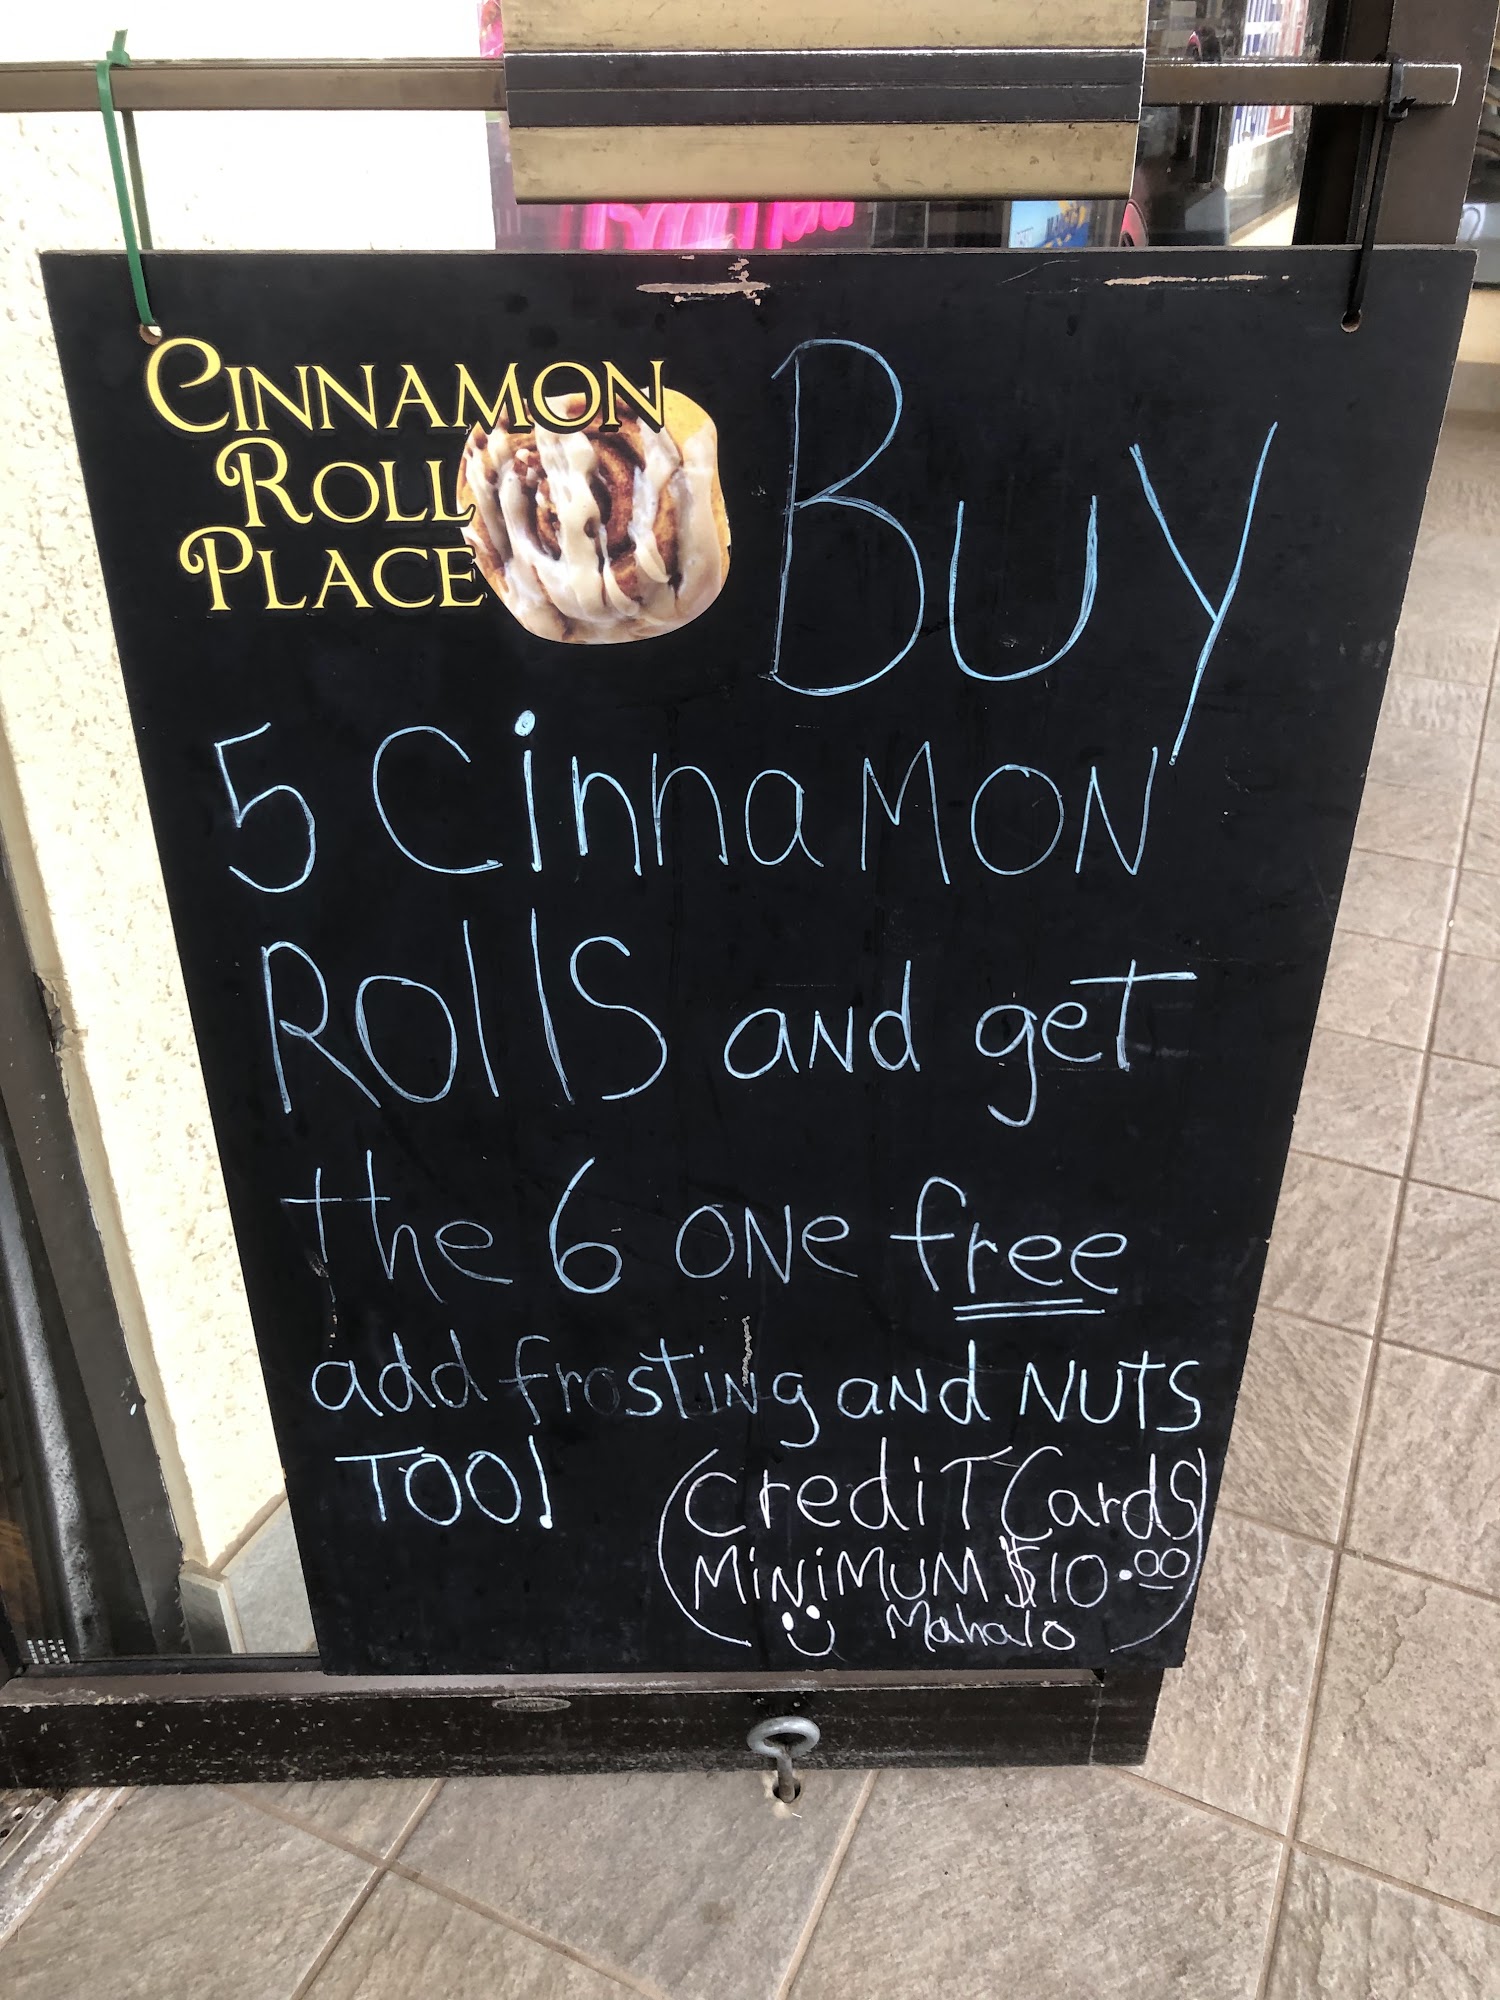 CINNAMON
ROLL
PLACE
Buy
5 CinnaMON
ROllS aNd geT
the 6 ONe free
add frosTiNg aNd NUTS
TOO!
CrediT CardS
MiNiMUM $10.00
Mahalo